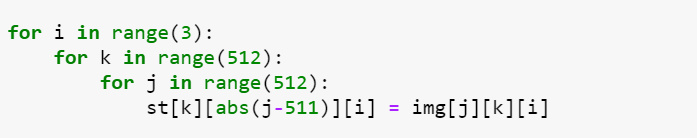 for i in range(3):
    for k in range(512):
        for j in range(512):
            st[k][abs(j-511)][i] = img[j][k][i]